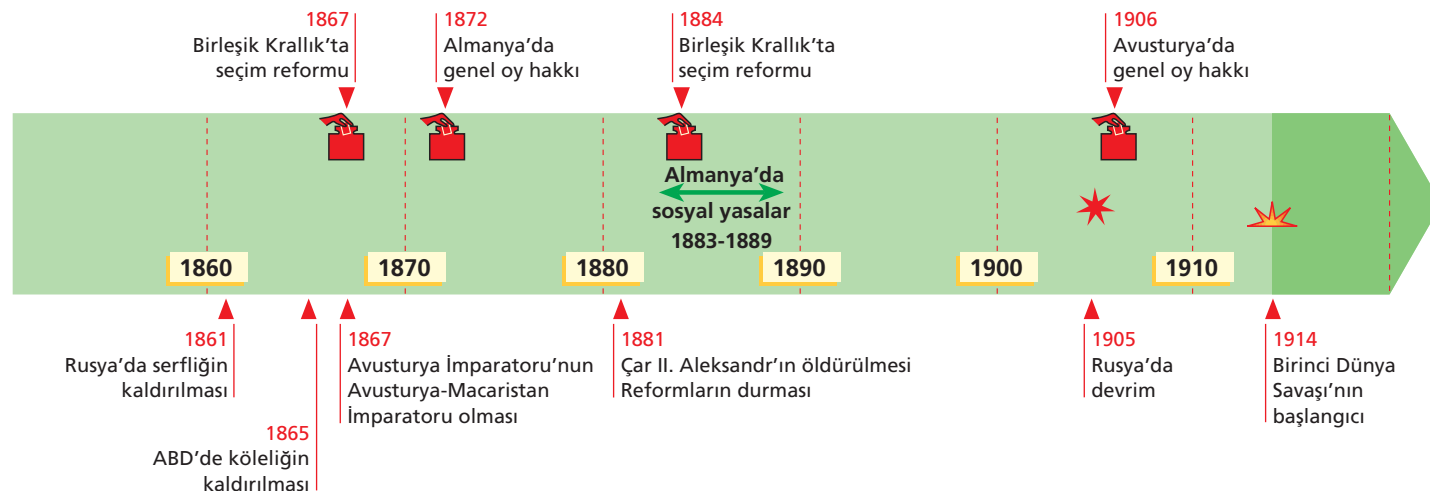 1867
Birleşik Krallık’ta
seçim reformu
1872
Almanya’da
genel oy hakkı
1884
Birleşik Krallık’ta
seçim reformu
1906
Avusturya’da
genel oy hakkı
Almanya’da
sosyal yasalar
1883-1889
1860
1870
1880
1890
1900
1910
1861
Rusya’da serfliğin
kaldırılması
1865
ABD’de köleliğin
kaldırılması
1867
Avusturya İmparatoru’nun
Avusturya-Macaristan
İmparatoru olması
1881
Çar II. Aleksandr’ın öldürülmesi
Reformların durması
1905
Rusya’da
devrim
1914
Birinci Dünya
Savaşı’nın
başlangıcı